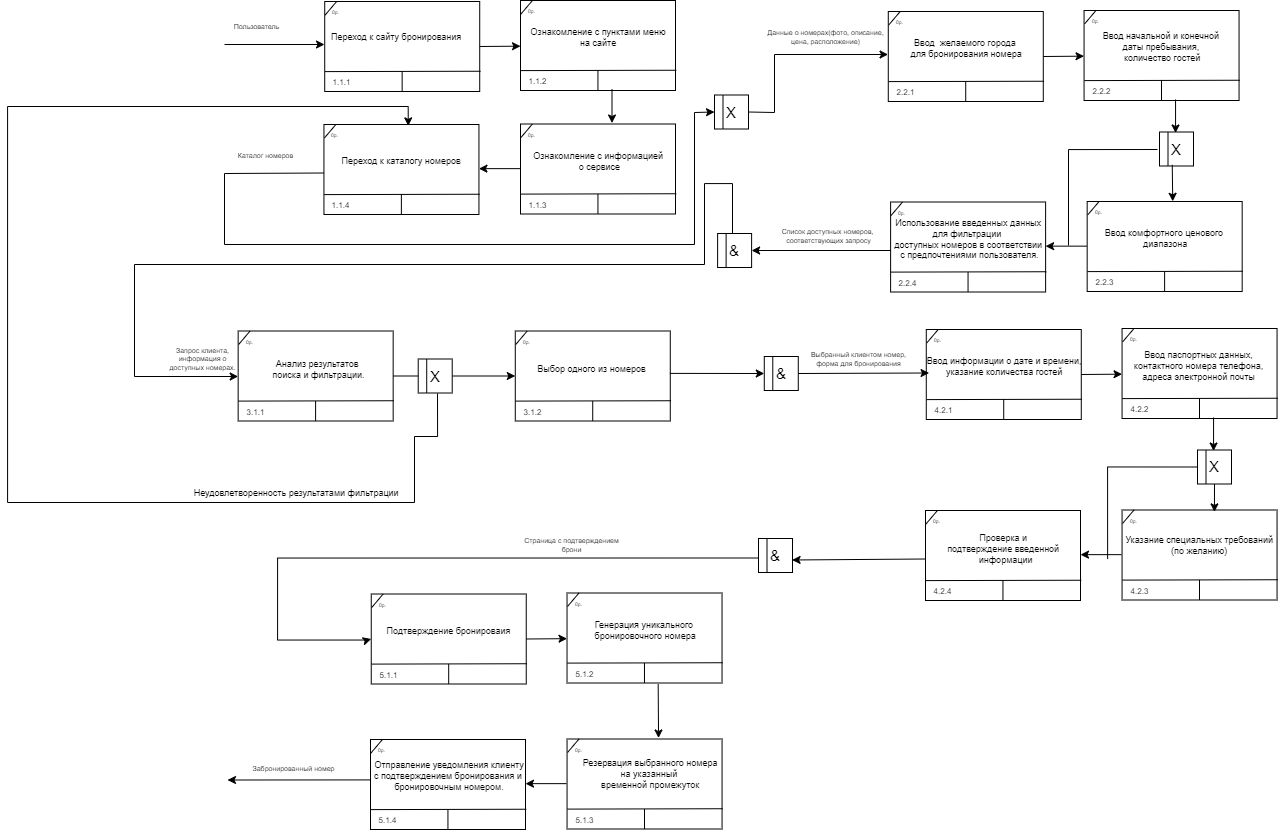 Пользователь
0р.
Переход к сайту бронирования
1.1.1
0р.
Ознакомление с пунктами меню
на сайте
1.1.2
Данные о номерах(фото, описание,
цена, расположение)
0р.
Ввод желаемого города
для бронирования номера
2.2.1
0р.
Ввод начальной и конечной
даты пребывания,
количество гостей
2.2.2
X
Каталог номеров
0р.
Переход к каталогу номеров
1.1.4
0р.
Ознакомление с информацией
о сервисе
1.1.3
X
&
Список доступных номеров,
соответствующих запросу
0р.
Использование введенных данных
для фильтрации
доступных номеров в соответствии
с предпочтениями пользователя.
2.2.4
0р.
Ввод комфортного ценового
диапазона
2.2.3
Запрос клиента,
информация о
доступных номерах.
0р.
Анализ результатов
поиска и фильтрации.
3.1.1
X
0р.
Выбор одного из номеров
3.1.2
&
Выбранный клиентом номер,
форма для бронирования
0р.
Ввод информации о дате и времени,
указание количества гостей
4.2.1
0р.
Ввод паспортных данных,
контактного номера телефона,
адреса электронной почты
4.2.2
X
Неудовлетворенность результатами фильтрации
Страница с подтверждением
брони
&
0р.
Проверка и
подтверждение введенной
информации
4.2.4
0р.
Указание специальных требований
(по желанию)
4.2.3
0р.
Подтверждение бронироваия
5.1.1
0р.
Генерация уникального
бронировочного номера
5.1.2
Забронированный номер
0р.
Отправление уведомления клиенту
с подтверждением бронирования и
бронировочным номером.
5.1.4
0р.
Резервация выбранного номера
на указанный
временной промежуток
5.1.3